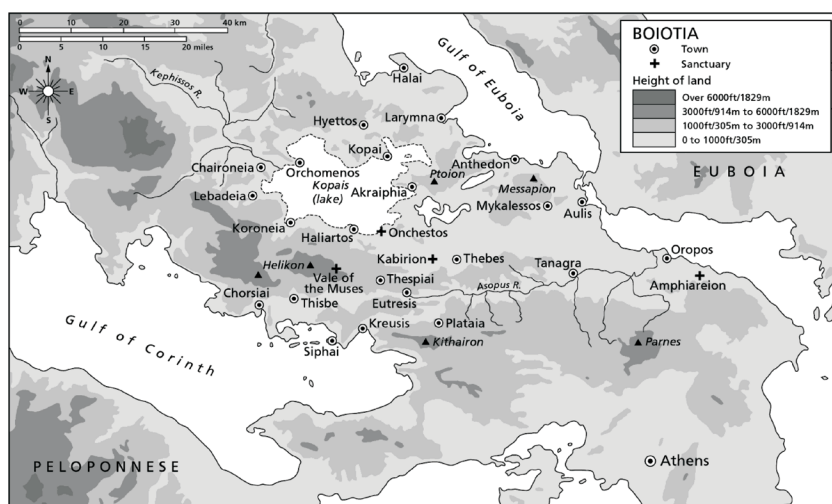 0 10 20 30 40 km
0 5 10 15 20 miles
N
W E
S
BOIOTIA
Town
Sanctuary
Height of land
Over 6000ft/1829m
3000ft/914m to 6000ft/1829m
1000ft/305m to 3000ft/914m
0 to 1000ft/305m
Gulf of Euboia
Kephissos R.
Halai
Hyettos
Larymna
Kopai
Anthedon
EUBOIA
Chaironeia
Orchomenos
Ptoion
Kopais
(lake)
Akraiphia
Messapion
Lebadeia
Mykalessos
Aulis
Koroneia
Haliartos
Onchestos
Oropos
Kabirion
Thebes
Tanagra
Helikon
Vale of
the Muses
Thespiai
Asopus R.
Amphiareion
Chorsiai
Thisbe
Eutresis
Gulf of Corinth
Kreusis
Plataia
Siphai
Kithairon
Parnes
PELOPONNESE
Athens